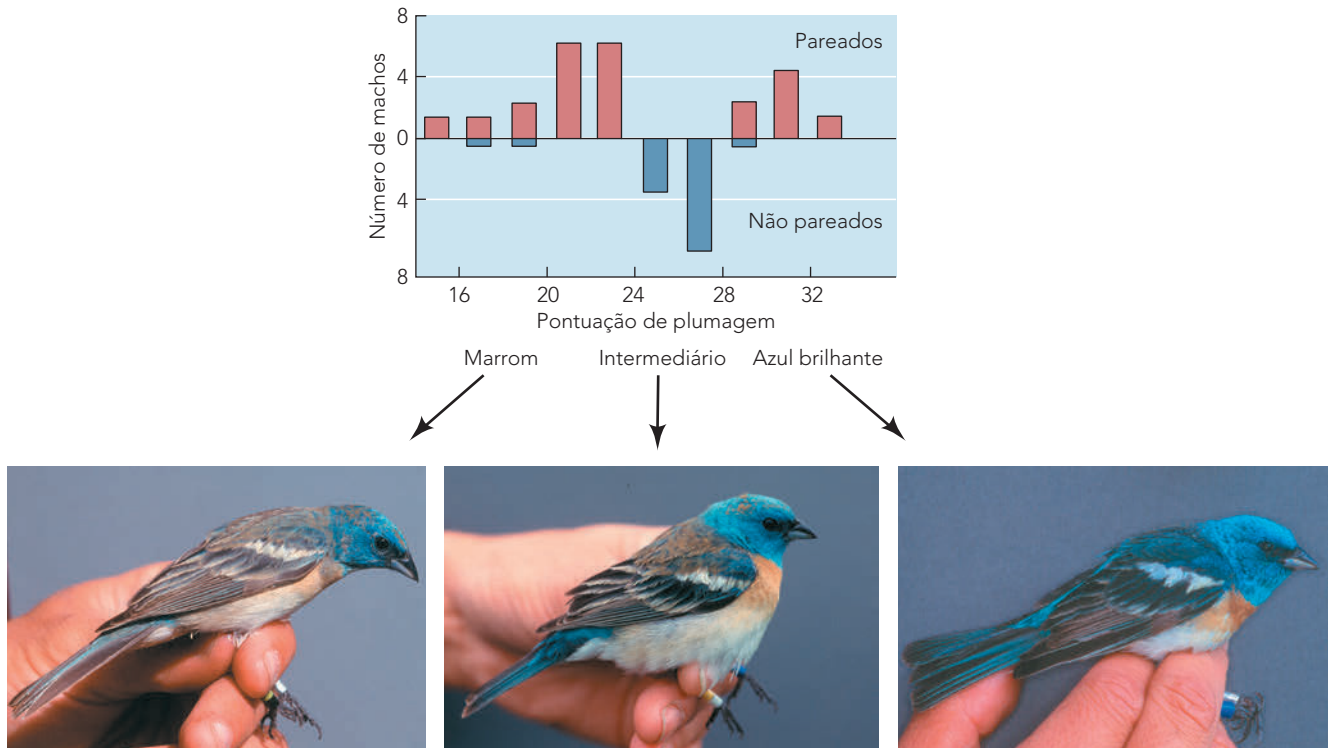 8
Pareados
4
Número de machos
0
4
Não pareados
8
16 20 24 28 32
Pontuação de plumagem
Marrom Intermediário Azul brilhante